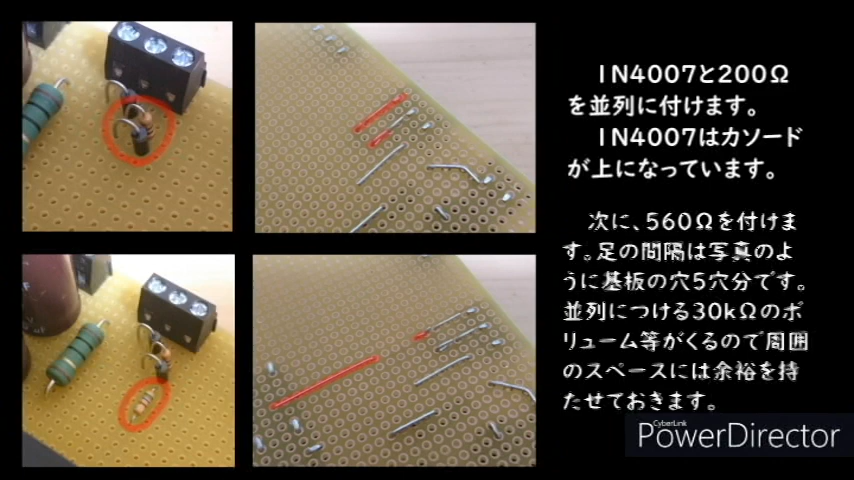 1N4007と200Ω
を並列に付けます。
1N4007はカソード
が上になっています。
次に、560Ωを付けま
す。足の間隔は写真のよ
うに基板の穴5穴分です。
並列につける30kΩのボ
リューム等がくるので周囲
のスペースには余裕を持
たせておきます。
CyberLink
PowerDirector